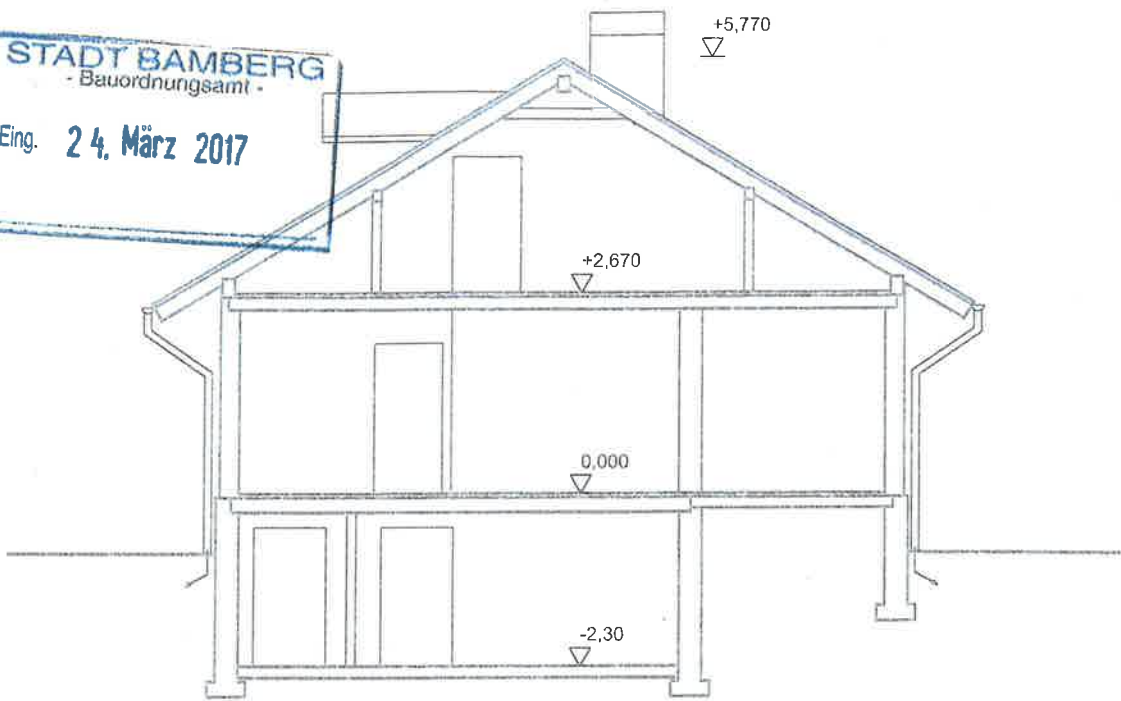 STADT BAMBERG
- Bauordnungsamt -
Eing. 24. März 2017
+5,770
+2,670
0,000
-2,30